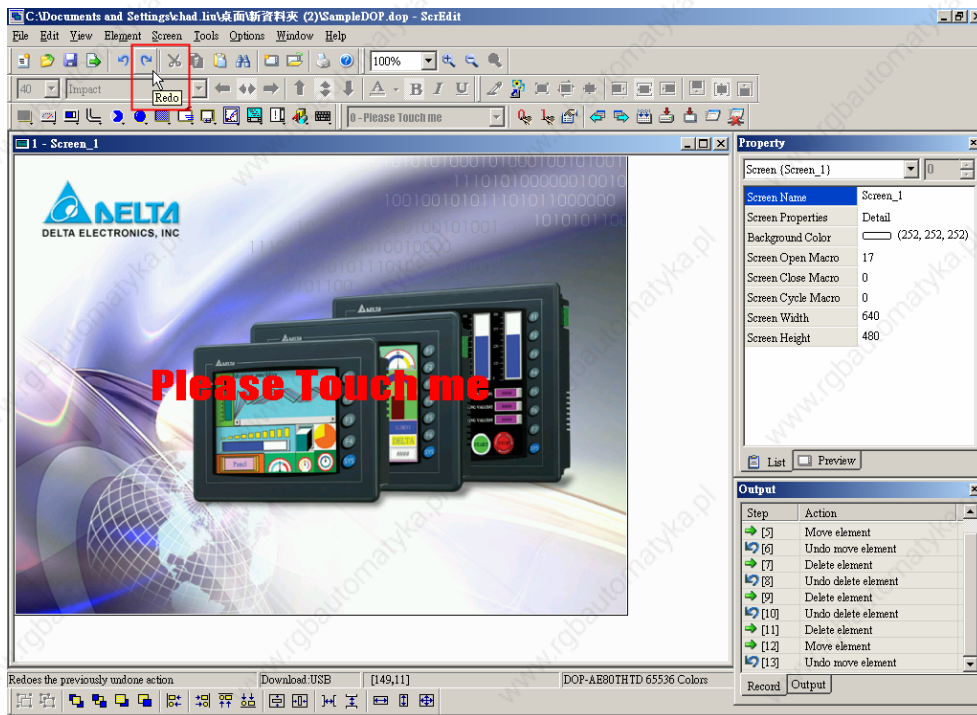 C:\Documents and Settings\chad.liu\桌面\新資料夾 (2)\SampleDOP.dop - ScrEdit
File Edit View Element Screen Tools Options Window Help
100%
40 Impact
A - B I U
Redo
0 - Please Touch me
1 - Screen_1
DELTA
DELTA ELECTRONICS, INC
Please Touch me
Property
Screen {Screen_1} 0
Screen Name Screen_1
Screen Properties Detail
Background Color (252, 252, 252)
Screen Open Macro 17
Screen Close Macro 0
Screen Cycle Macro 0
Screen Width 640
Screen Height 480
List Preview
Output
Step Action
[5] Move element
[6] Undo move element
[7] Delete element
[8] Undo delete element
[9] Delete element
[10] Undo delete element
[11] Delete element
[12] Move element
[13] Undo move element
Record Output
Redoes the previously undone action Download:USB [149,11] DOP-AE80THTD 65536 Colors
www.rgbautomatyka.pl